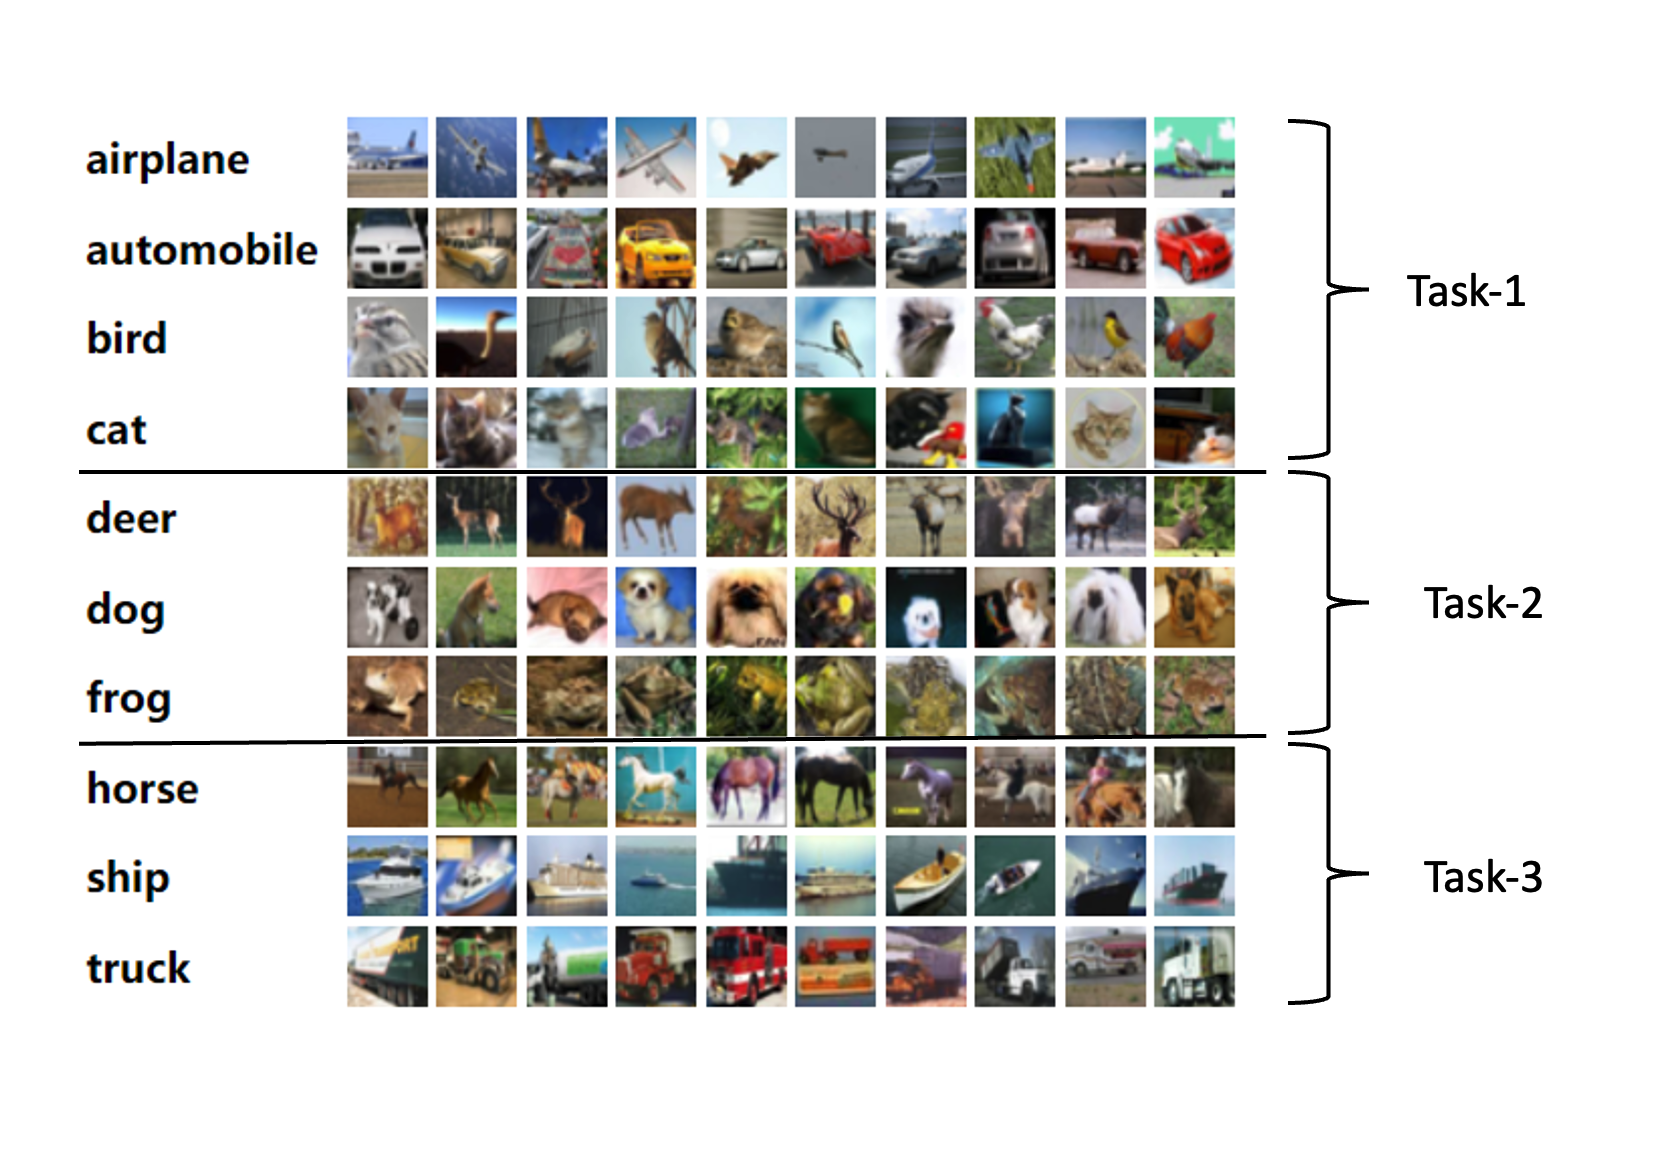 airplane
automobile
bird
cat
deer
dog
frog
horse
ship
truck
Task-1
Task-2
Task-3